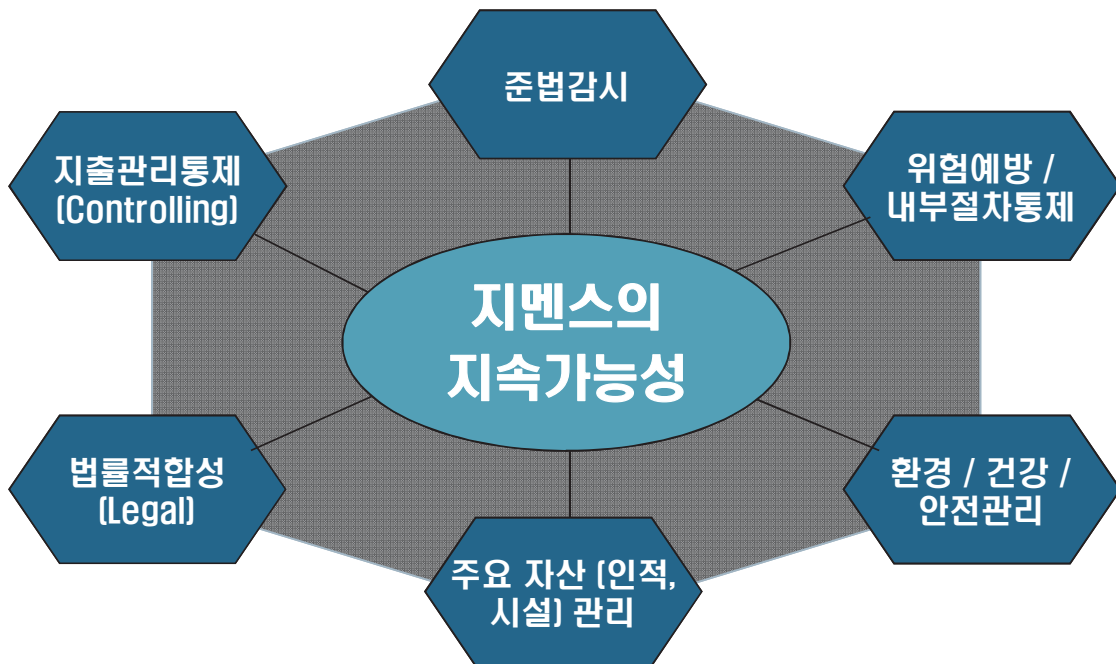 준법감시
지출관리통제
(Controlling)
위험예방 /
내부절차통제
지멘스의
지속가능성
법률적합성
(Legal)
환경 / 건강 /
안전관리
주요 자산 (인적,
시설) 관리